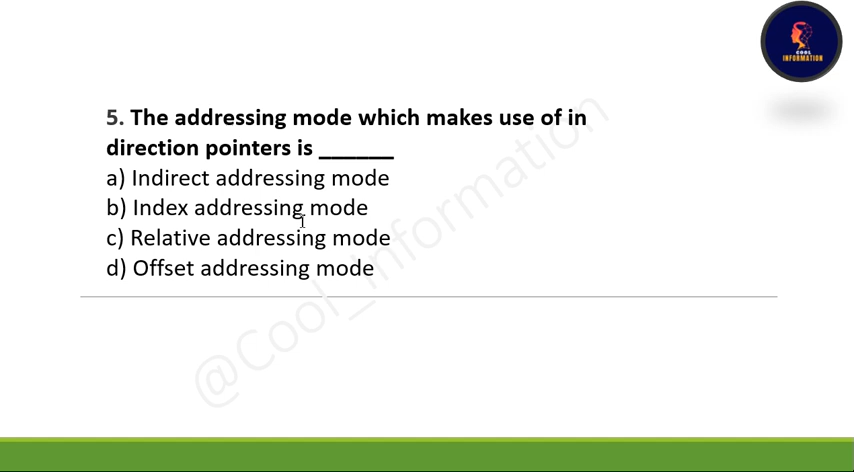 COOL
INFORMATION
5. The addressing mode which makes use of in
direction pointers is ______
a) Indirect addressing mode
b) Index addressing mode
c) Relative addressing mode
d) Offset addressing mode
@Cool_Information